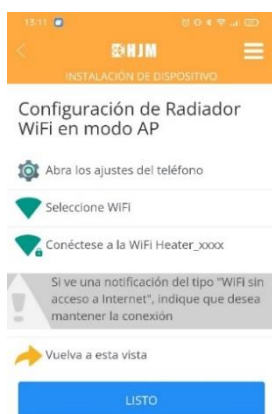 13:11
HJM
INSTALACIÓN DE DISPOSITIVO
Configuración de Radiador
WiFi en modo AP
Abra los ajustes del teléfono
Seleccione WiFi
Conéctese a la WiFi Heater_xxxx
Si ve una notificación del tipo "WiFi sin
acceso a Internet", indique que desea
mantener la conexión
Vuelva a esta vista
LISTO